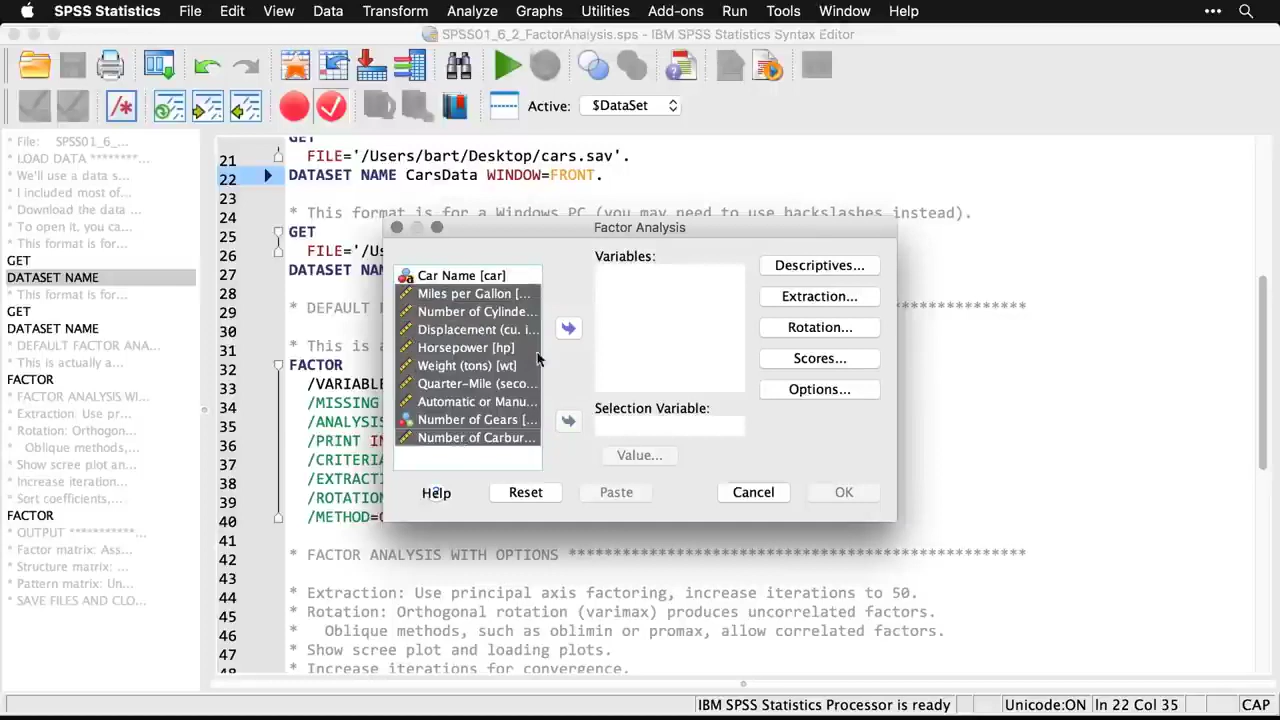 SPSS Statistics File Edit View Data Transform Analyze Graphs Utilities Add-ons Run Tools Window Help
SPSS01_6_2_FactorAnalysis.sps - IBM SPSS Statistics Syntax Editor
Active: $DataSet
* File: SPSS01_6_...
* LOAD DATA ********...
* We'll use a data s...
* I included most of...
* Download the data ...
* To open it, you ca...
* This format is for...
GET
DATASET NAME
* This format is for...
GET
DATASET NAME
* DEFAULT FACTOR ANA...
* This is actually a...
FACTOR
* FACTOR ANALYSIS WI...
* Extraction: Use pr...
* Rotation: Orthogon...
* Oblique methods,...
* Show scree plot an...
* Increase iteration...
* Sort coefficients,...
FACTOR
* OUTPUT ***********...
* Factor matrix: Ass...
* Structure matrix: ...
* Pattern matrix: Un...
* SAVE FILES AND CLO...
GET
21 FILE='/Users/bart/Desktop/cars.sav'.
22 DATASET NAME CarsData WINDOW=FRONT.
23
24 * This format is for a Windows PC (you may need to use backslashes instead).
25 GET
26 FILE='/U
27 DATASET NA
28
29 * DEFAULT *****************
30
31 * This is a
32 FACTOR
33 /VARIABLE
34 /MISSING
35 /ANALYSIS
36 /PRINT IN
37 /CRITERIA
38 /EXTRACTI
39 /ROTATION
40 /METHOD=
41
42 * FACTOR ANALYSIS WITH OPTIONS *************************************************
43
44 * Extraction: Use principal axis factoring, increase iterations to 50.
45 * Rotation: Orthogonal rotation (varimax) produces uncorrelated factors.
46 * Oblique methods, such as oblimin or promax, allow correlated factors.
47 * Show scree plot and loading plots.
48 * Increase iterations for convergence.
Factor Analysis
Car Name [car]
Miles per Gallon [...
Number of Cylinde...
Displacement (cu. i...
Horsepower [hp]
Weight (tons) [wt]
Quarter-Mile (seco...
Automatic or Manu...
Number of Gears [...
Number of Carbur...
Variables:
Selection Variable:
Value...
Descriptives...
Extraction...
Rotation...
Scores...
Options...
Help Reset Paste Cancel OK
IBM SPSS Statistics Processor is ready Unicode:ON In 22 Col 35 CAP